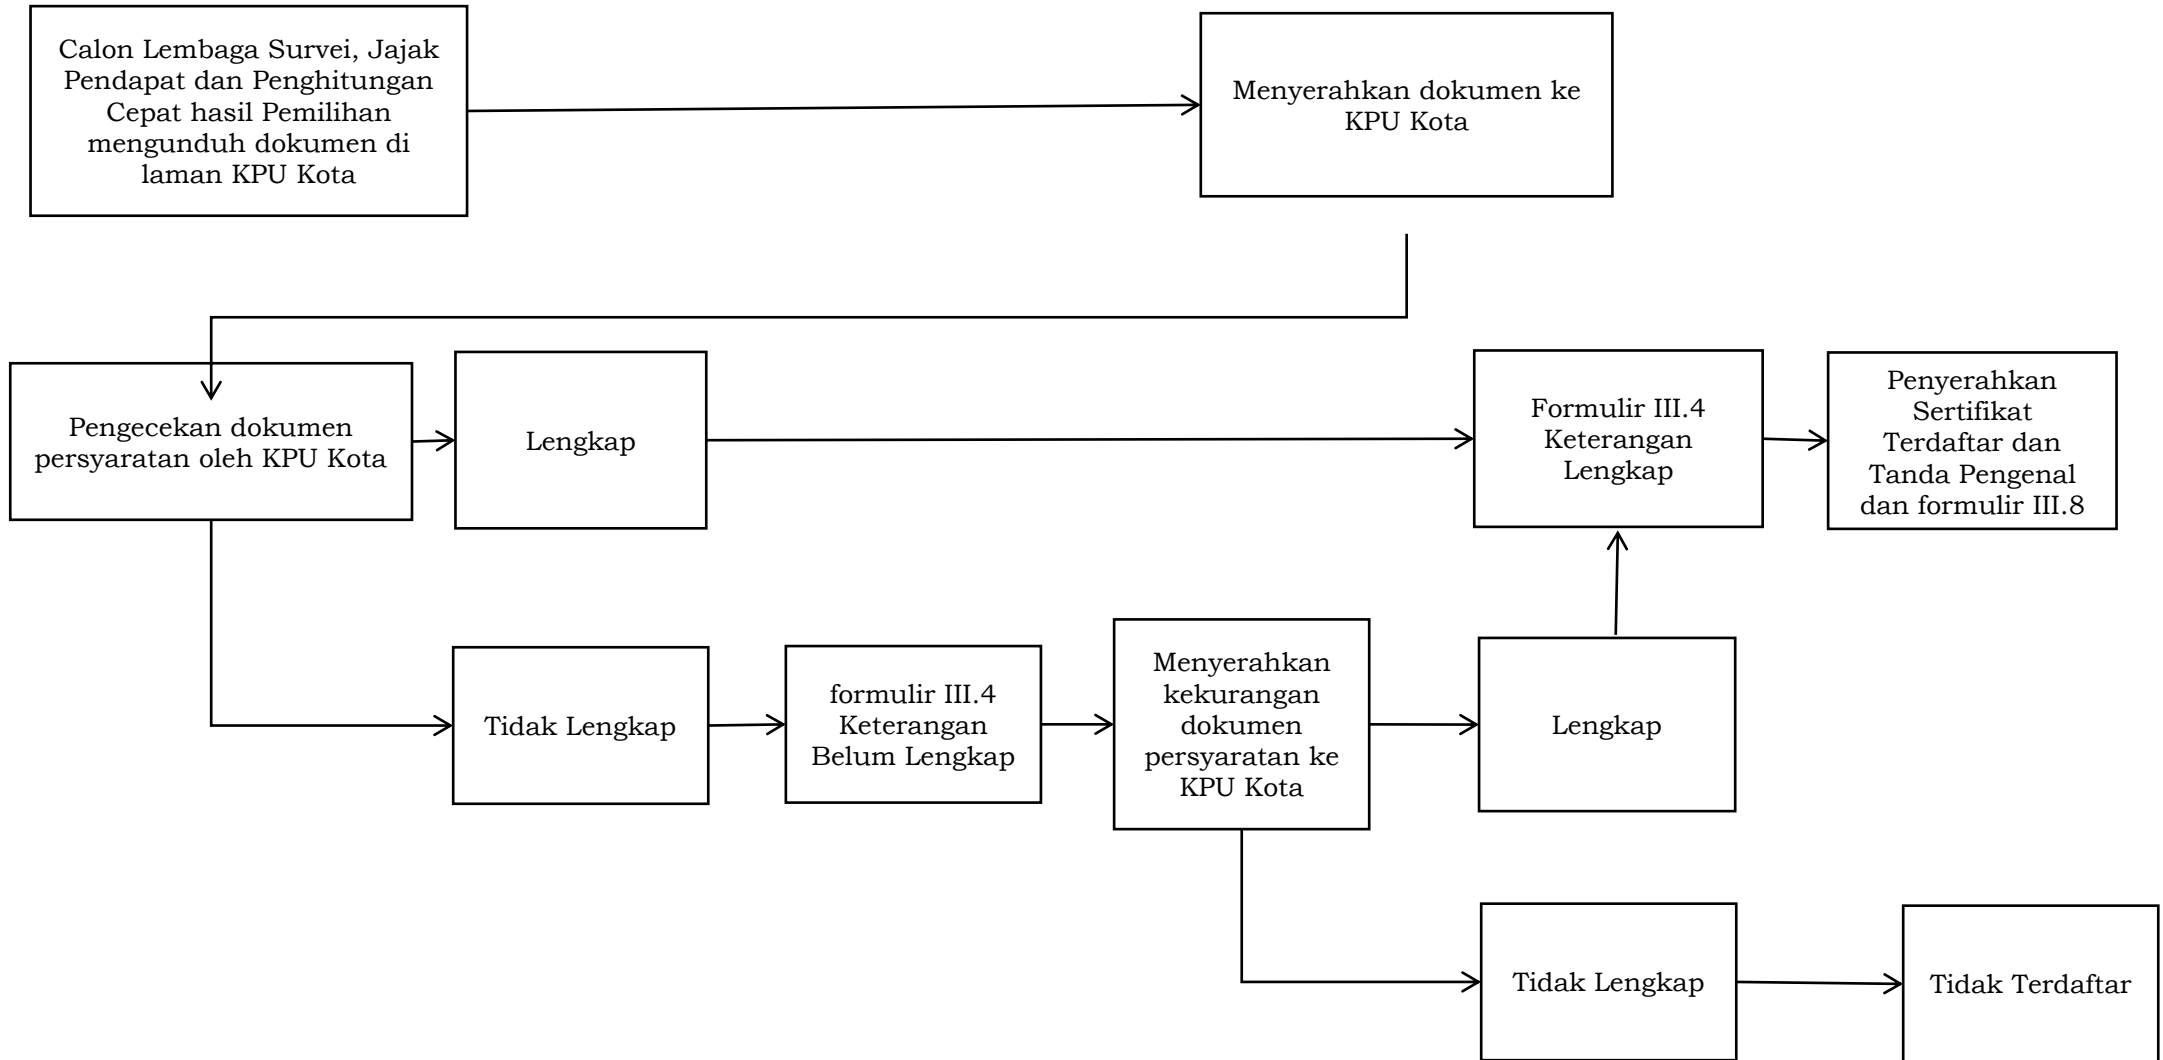 Calon Lembaga Survei, Jajak
Pendapat dan Penghitungan
Cepat hasil Pemilihan
mengunduh dokumen di
laman KPU Kota
Menyerahkan dokumen ke
KPU Kota
Pengecekan dokumen
persyaratan oleh KPU Kota
Lengkap
Formulir III.4
Keterangan
Lengkap
Penyerahkan
Sertifikat
Terdaftar dan
Tanda Pengenal
dan formulir III.8
Tidak Lengkap
formulir III.4
Keterangan
Belum Lengkap
Menyerahkan
kekurangan
dokumen
persyaratan ke
KPU Kota
Lengkap
Tidak Lengkap
Tidak Terdaftar